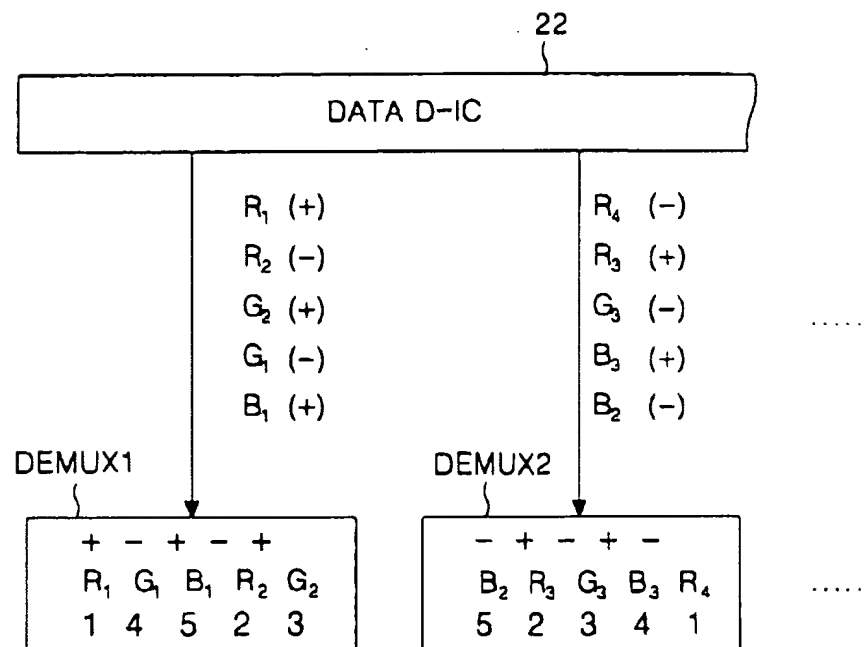 22
DATA D-IC
R₁ (+)
R₂ (-)
G₂ (+)
G₁ (-)
B₁ (+)
R₄ (-)
R₃ (+)
G₃ (-)
B₃ (+)
B₂ (-)
.....
DEMUX1
+ - + - +
R₁ G₁ B₁ R₂ G₂
1 4 5 2 3
DEMUX2
- + - + -
B₂ R₃ G₃ B₃ R₄
5 2 3 4 1
.....